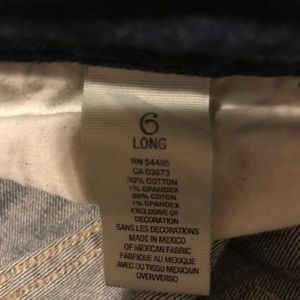 6
LONG
RN 54485
CA 03873
99% COTTON
1% SPANDEX
99% COTON
1% SPANDEX
EXCLUSIVE OF
DECORATION
SANS LES DECORATIONS
MADE IN MEXICO
OF MEXICAN FABRIC
FABRIQUE AU MEXIQUE
AVEC DU TISSU MEXICAIN
OVER/VERSO